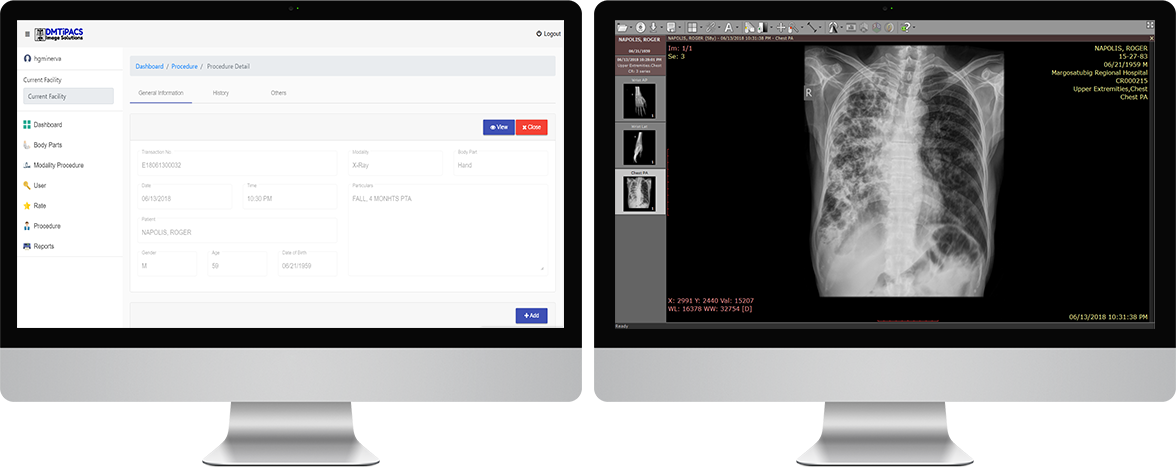 DMTiPACS
Image Solutions
Logout
hgminerva
Current Facility
Current Facility
Dashboard
Body Parts
Modality Procedure
User
Rate
Procedure
Reports
Dashboard / Procedure / Procedure Detail
General Information History Others
View Close
Transaction No. Modality Body Part
E18061300032 X-Ray Hand
Date Time Particulars
06/13/2018 10:30 PM FALL, 4 MONHTS PTA
Patient
NAPOLIS, ROGER
Gender Age Date of Birth
M 59 06/21/1959
Add
NAPOLIS, ROGER
06/21/1959
06/13/2018 10:28:01 PM
Upper Extremities:Chest
CR: 3 series
Wrist AP
Wrist Lat
Chest PA
NAPOLIS, ROGER (58y) - 06/13/2018 10:31:38 PM - Chest PA
Im: 1/1
Se: 3
R
NAPOLIS, ROGER
15-27-83
06/21/1959 M
Margosatubig Regional Hospital
CR000215
Upper Extremities,Chest
Chest PA
X: 2991 Y: 2440 Val: 15207
WL: 16378 WW: 32754 [D]
06/13/2018 10:31:38 PM
Ready